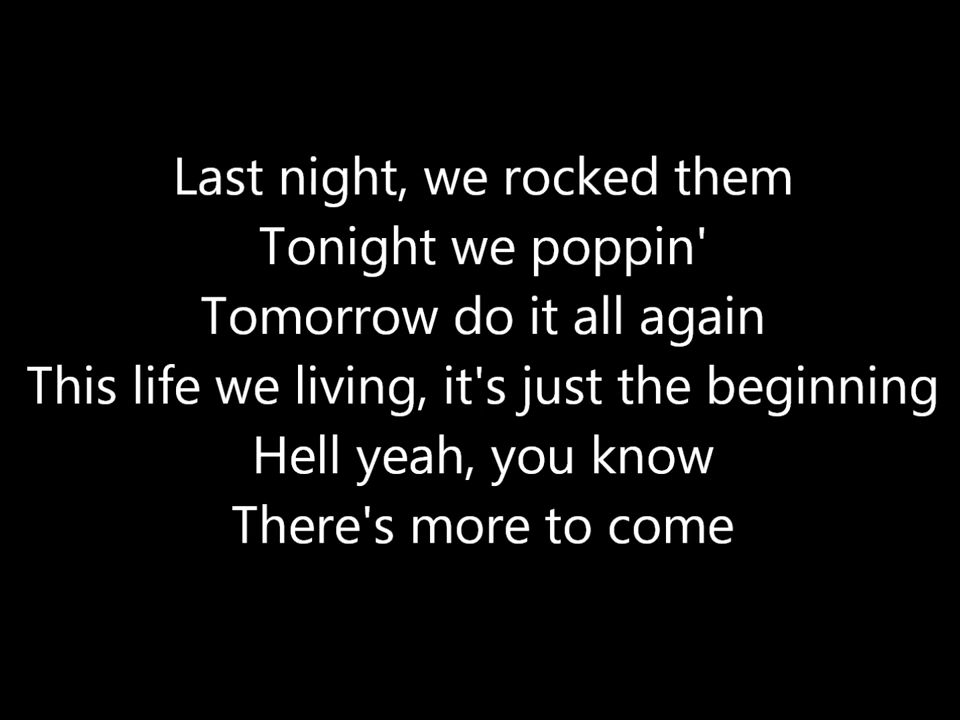 Last night, we rocked them
Tonight we poppin'
Tomorrow do it all again
This life we living, it's just the beginning
Hell yeah, you know
There's more to come